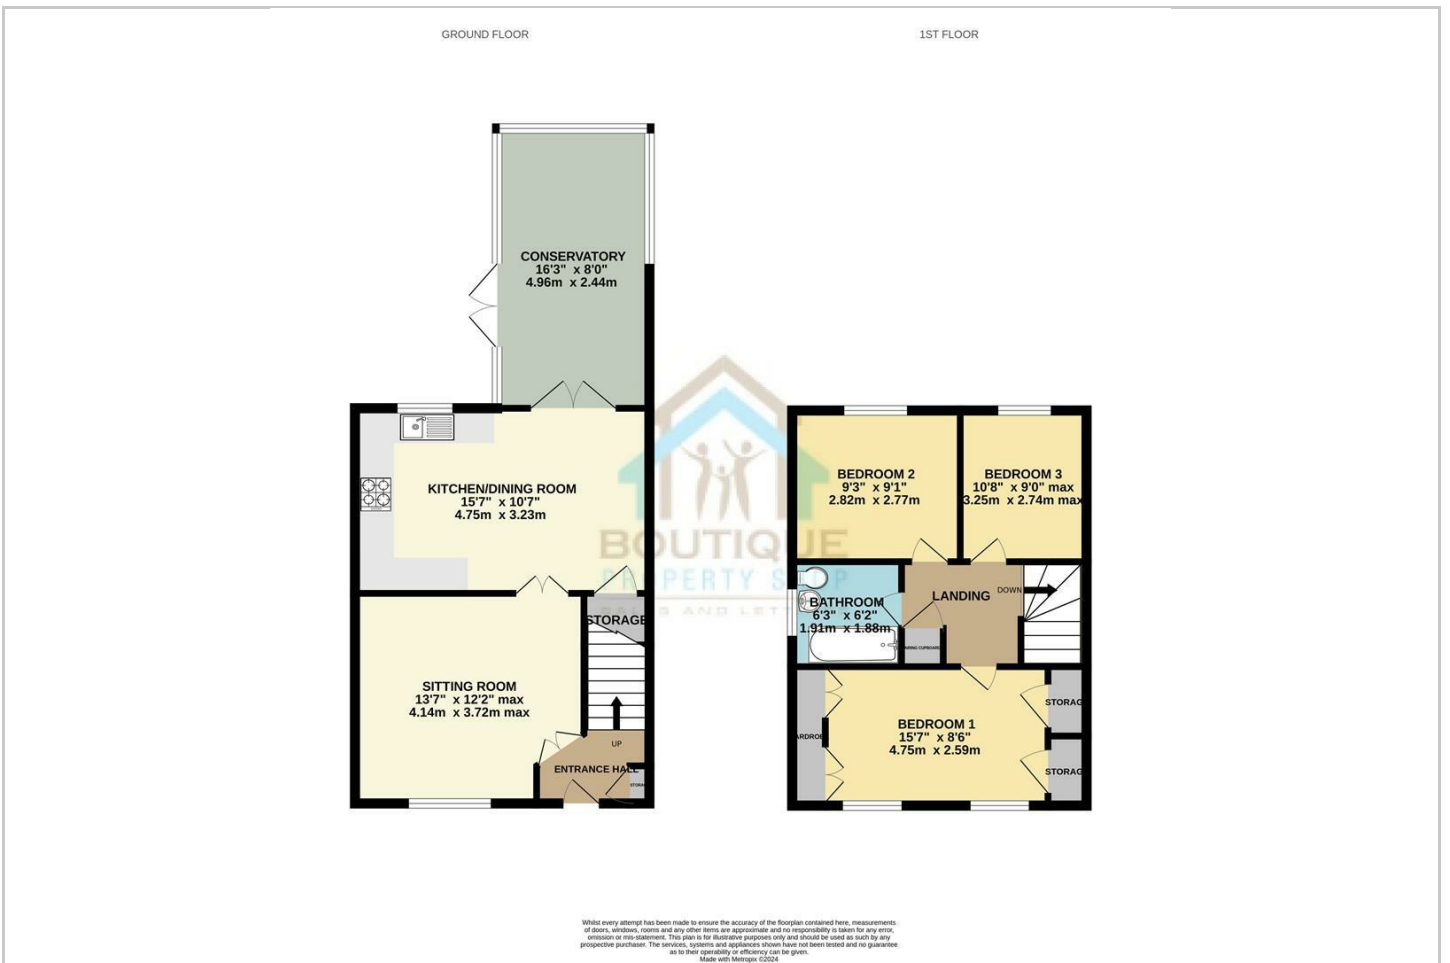 GROUND FLOOR
1ST FLOOR
CONSERVATORY
16'3" x 8'0"
4.96m x 2.44m
KITCHEN/DINING ROOM
15'7" x 10'7"
4.75m x 3.23m
STORAGE
SITTING ROOM
13'7" x 12'2" max
4.14m x 3.72m max
UP
ENTRANCE HALL
BOUTIQUE
PROPERTY SHOP
SALES AND
BEDROOM 2
9'3" x 9'1"
2.82m x 2.77m
BEDROOM 3
10'8" x 9'0" max
3.25m x 2.74m max
BATHROOM
6'3" x 6'2"
1.91m x 1.88m
LANDING
DOWN
CUPBOARD
BEDROOM 1
15'7" x 8'6"
4.75m x 2.59m
STORAG
STORAG
ARDROBE
Whilst every attempt has been made to ensure the accuracy of the floorplan contained here, measurements
of doors, windows, rooms and any other items are approximate and no responsibility is taken for any error,
omission or mis-statement. This plan is for illustrative purposes only and should be used as such by any
prospective purchaser. The services, systems and appliances shown have not been tested and no guarantee
as to their operability or efficiency can be given.
Made with Metropix ©2024